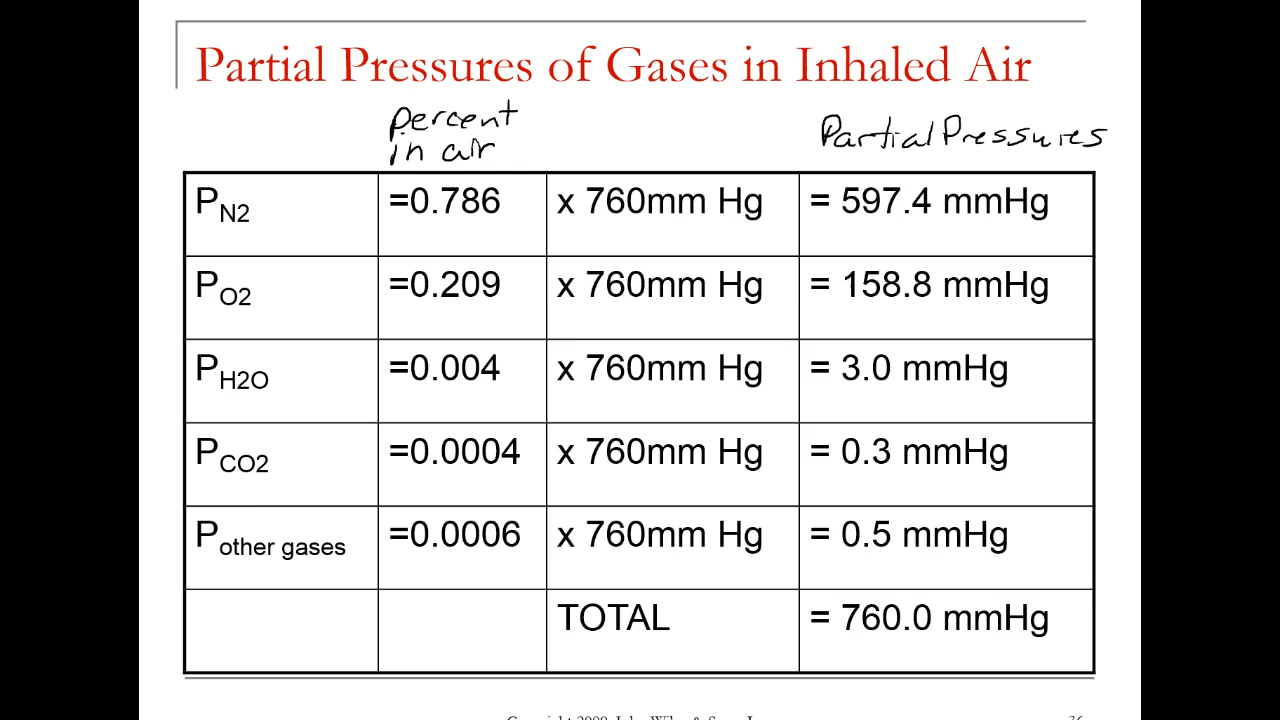 Partial Pressures of Gases in Inhaled Air
percent
in air
Partial Pressures
PN2 =0.786 x 760mm Hg = 597.4 mmHg
PO2 =0.209 x 760mm Hg = 158.8 mmHg
PH2O =0.004 x 760mm Hg = 3.0 mmHg
PCO2 =0.0004 x 760mm Hg = 0.3 mmHg
Pother gases =0.0006 x 760mm Hg = 0.5 mmHg
TOTAL = 760.0 mmHg